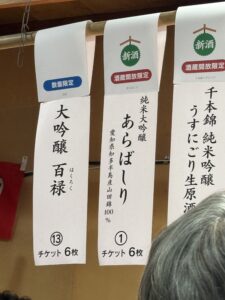 新酒
酒蔵開放限定
千本錦 純米吟醸
うすにごり生原酒
新酒
酒蔵開放限定
純米大吟醸
あらばしり
愛知県知多半島産山田錦100%
①
チケット 6枚
数量限定
大吟醸 百禄
ひゃくろく
⑬
チケット 6枚